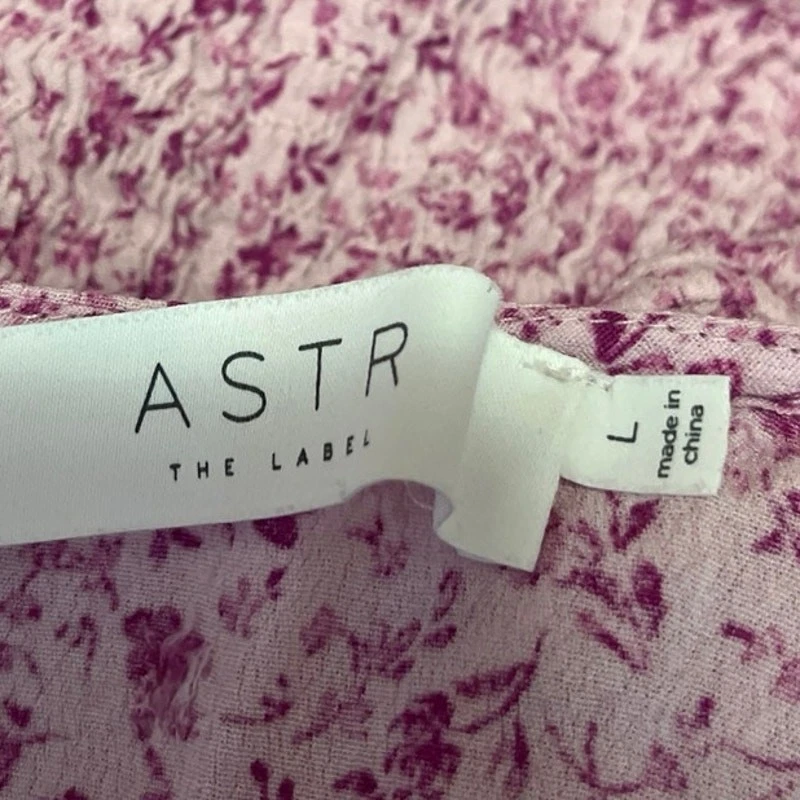 ASTR
THE LABEL
L
made in
china